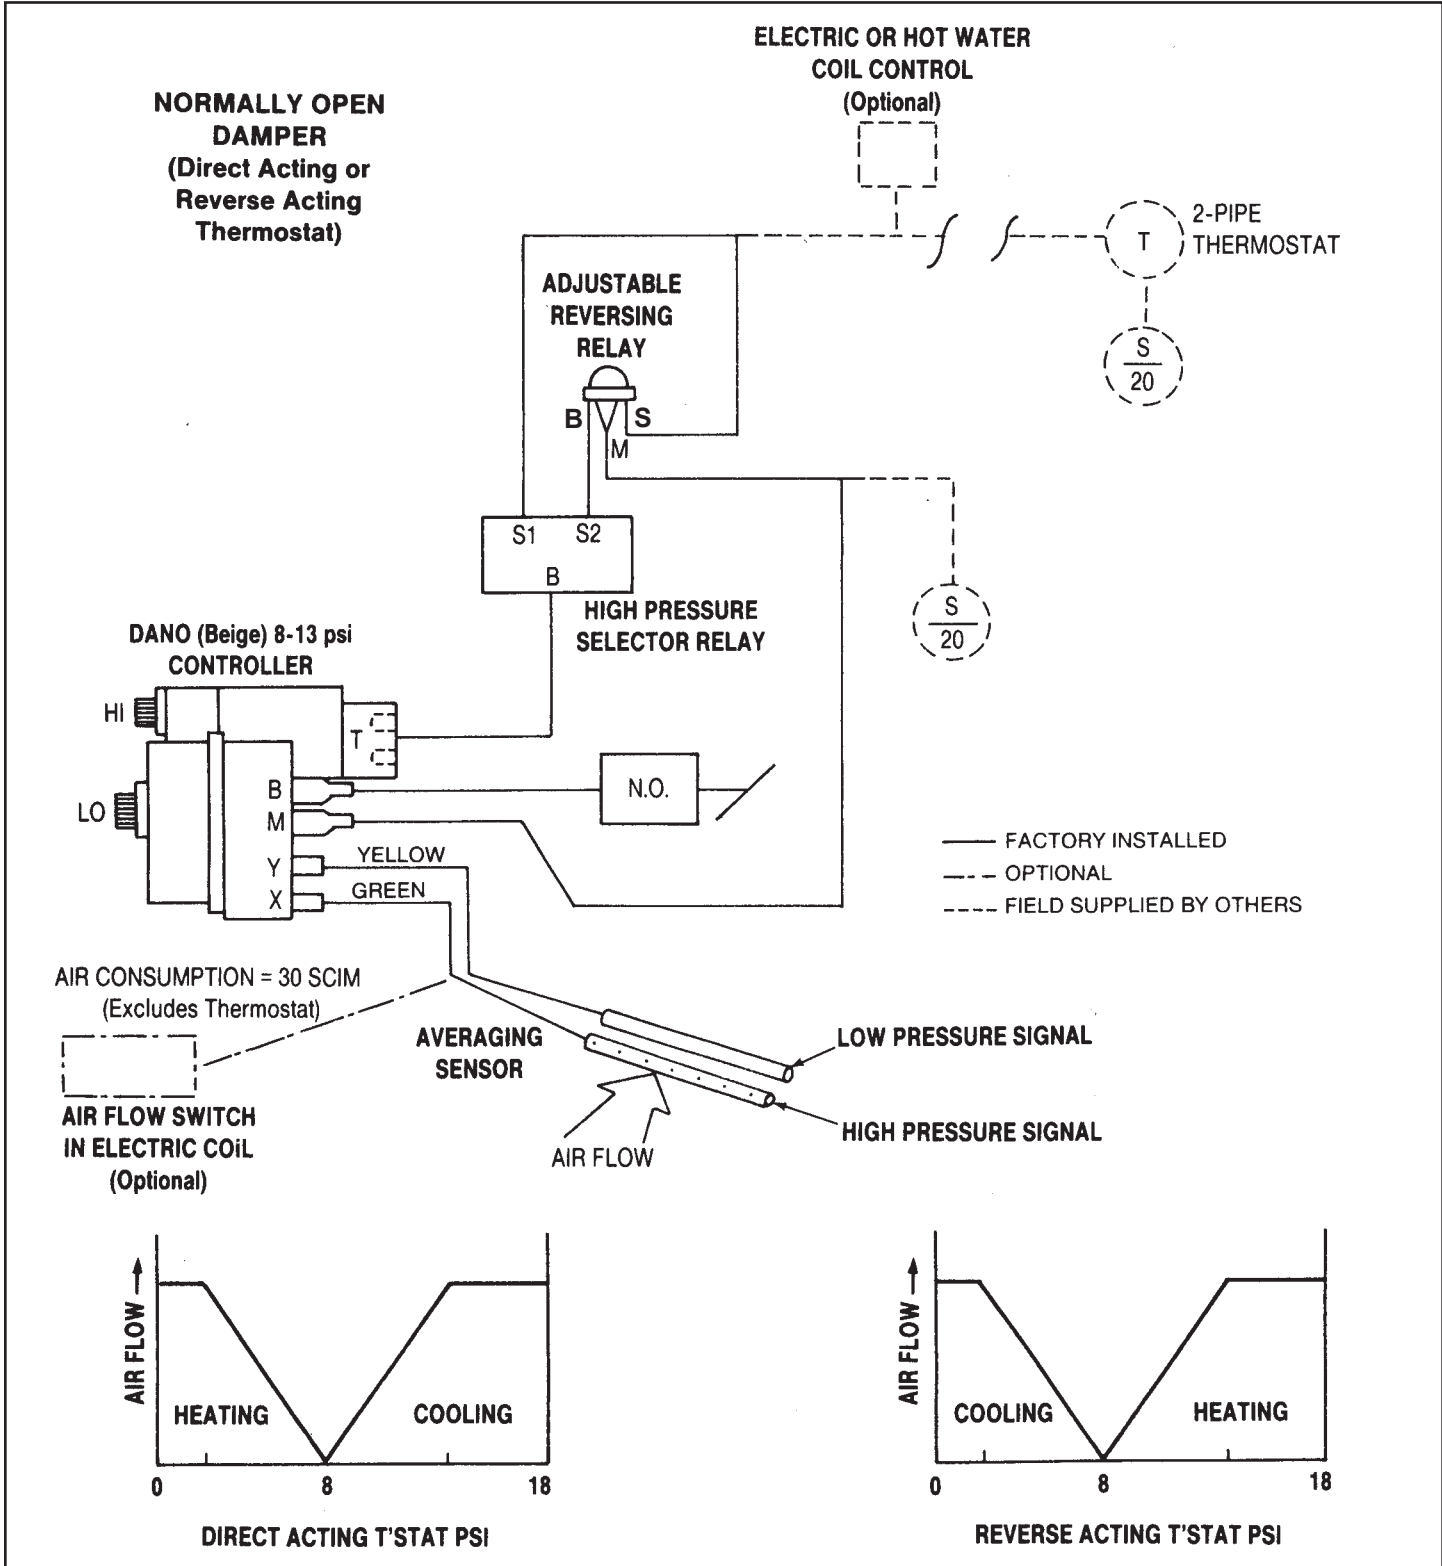 ELECTRIC OR HOT WATER
COIL CONTROL
(Optional)
NORMALLY OPEN
DAMPER
(Direct Acting or
Reverse Acting
Thermostat)
T
2-PIPE
THERMOSTAT
S
20
ADJUSTABLE
REVERSING
RELAY
B
S
M
S1
S2
B
HIGH PRESSURE
SELECTOR RELAY
S
20
DANO (Beige) 8-13 psi
CONTROLLER
HI
T
LO
B
M
Y
X
N.O.
YELLOW
GREEN
FACTORY INSTALLED
OPTIONAL
FIELD SUPPLIED BY OTHERS
AIR CONSUMPTION = 30 SCIM
(Excludes Thermostat)
AVERAGING
SENSOR
LOW PRESSURE SIGNAL
HIGH PRESSURE SIGNAL
AIR FLOW
AIR FLOW SWITCH
IN ELECTRIC COiL
(Optional)
AIR FLOW
HEATING
COOLING
0
8
18
DIRECT ACTING T'STAT PSI
AIR FLOW
COOLING
HEATING
0
8
18
REVERSE ACTING T'STAT PSI